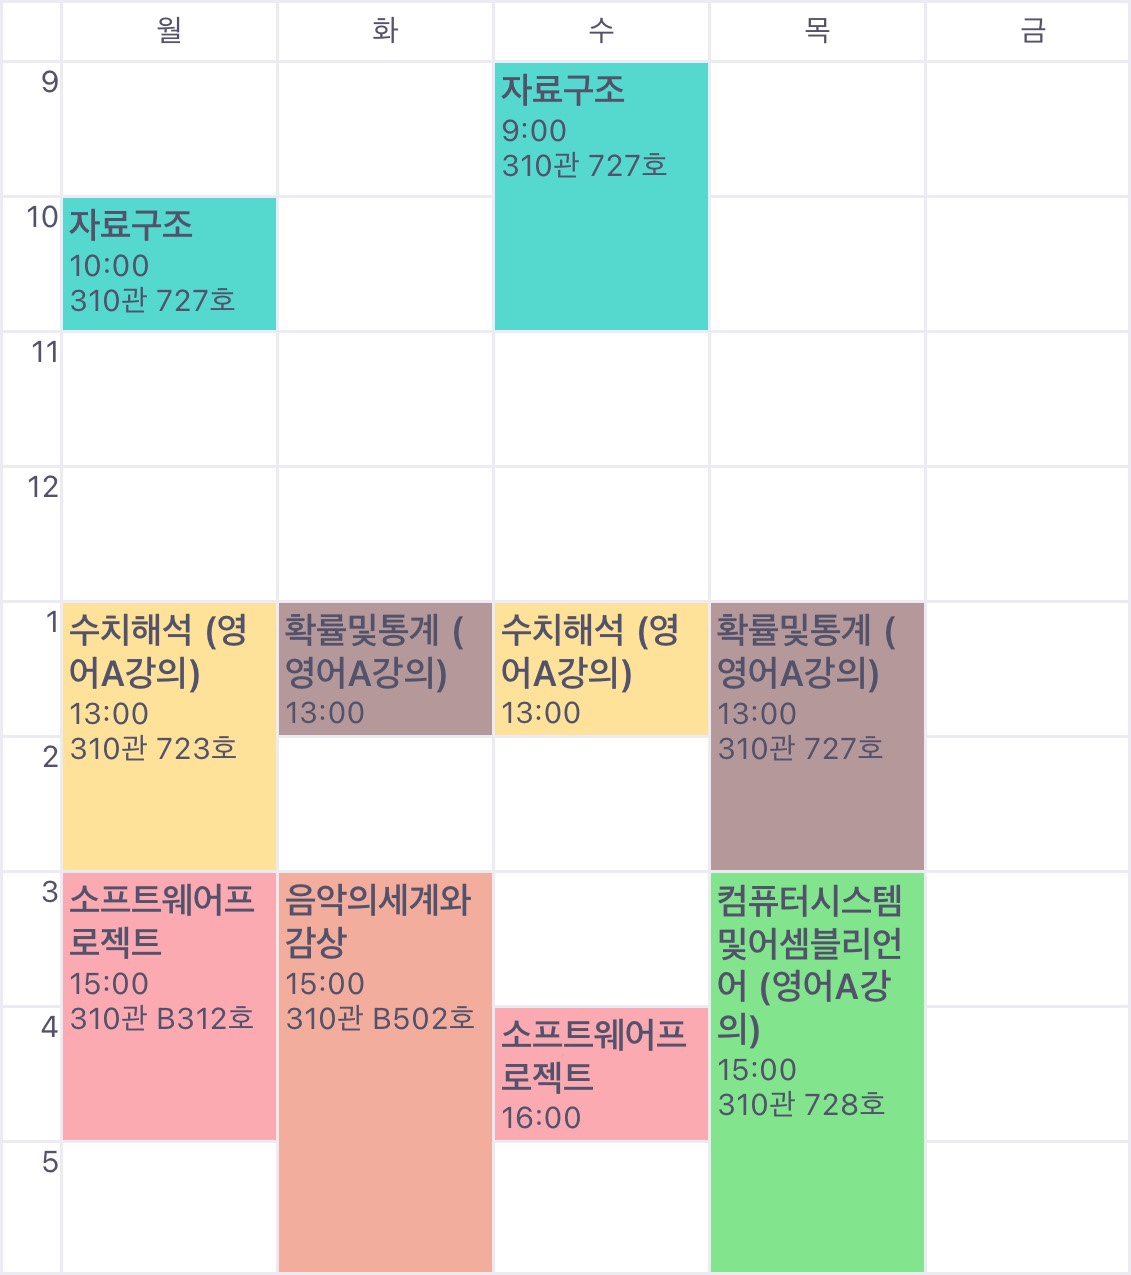 월 화 수 목 금
9
자료구조
9:00
310관 727호
10
자료구조
10:00
310관 727호
11
12
1
수치해석 (영
어A강의)
13:00
310관 723호
확률및통계 (
영어A강의)
13:00
수치해석 (영
어A강의)
13:00
확률및통계 (
영어A강의)
13:00
310관 727호
2
3
소프트웨어프
로젝트
15:00
310관 B312호
음악의세계와
감상
15:00
310관 B502호
컴퓨터시스템
및어셈블리언
어 (영어A강
의)
15:00
310관 728호
4
소프트웨어프
로젝트
16:00
5